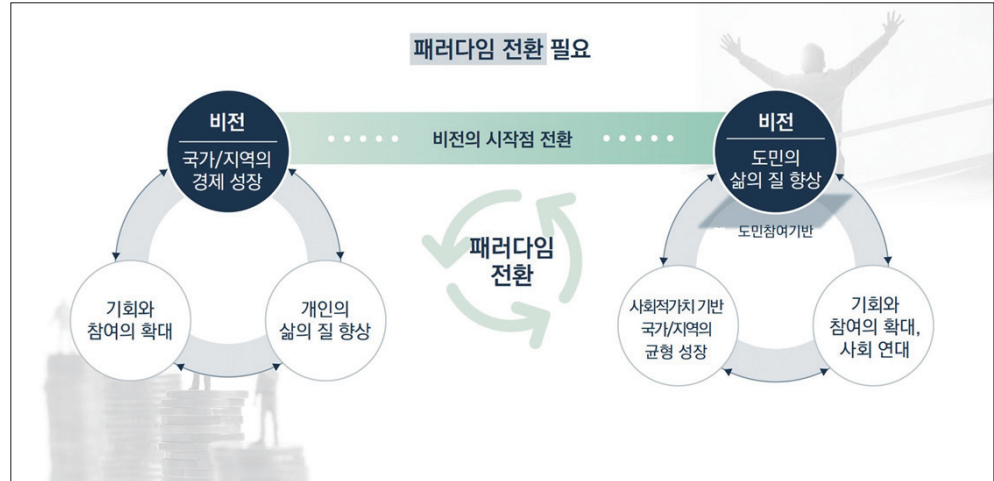 패러다임 전환 필요
비전
국가/지역의
경제 성장
비전의 시작점 전환
비전
도민의
삶의 질 향상
도민참여기반
기회와
참여의 확대
개인의
삶의 질 향상
패러다임
전환
사회적가치 기반
국가/지역의
균형 성장
기회와
참여의 확대,
사회 연대